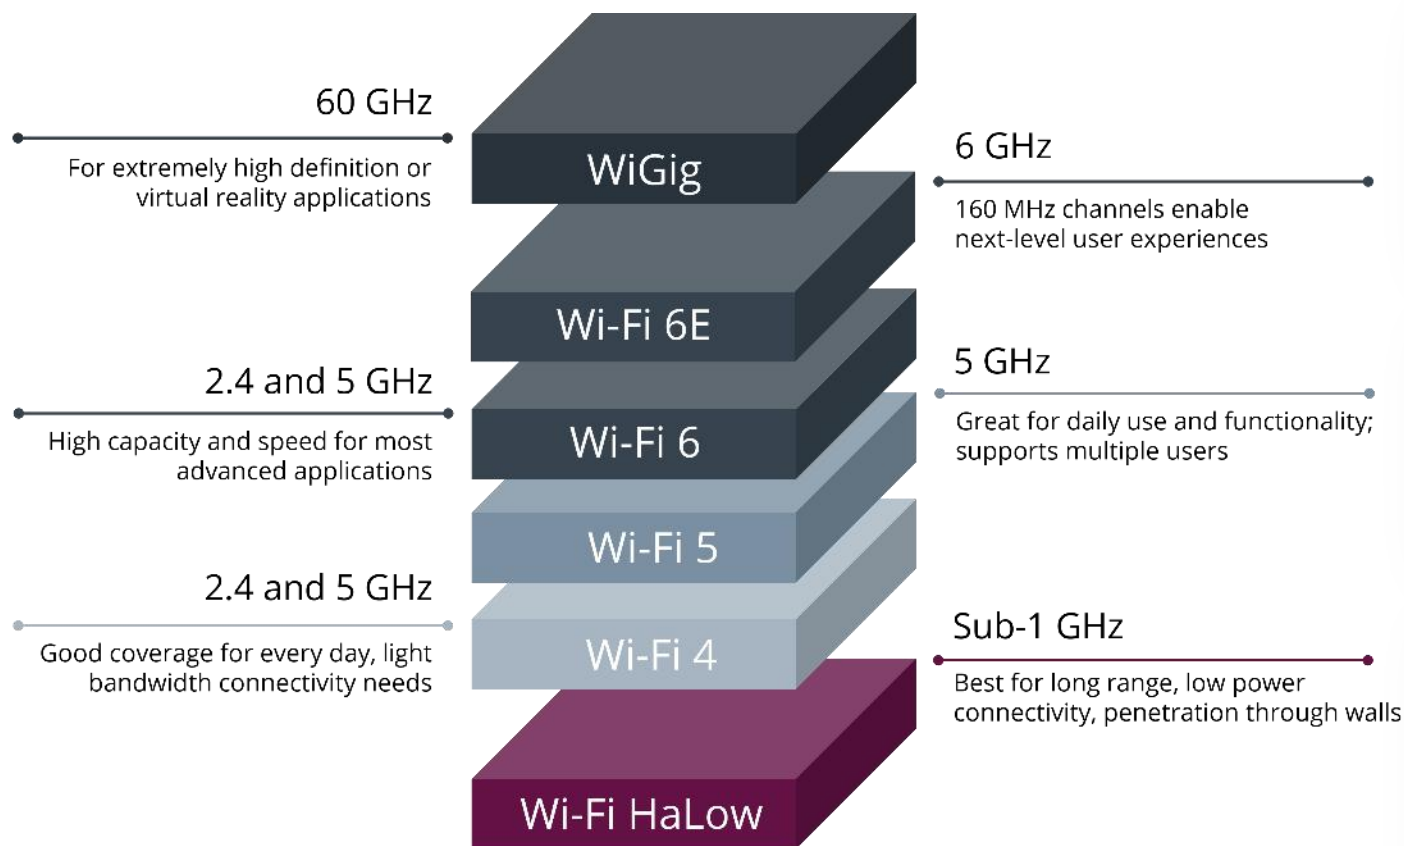 60 GHz
For extremely high definition or
virtual reality applications
WiGig
6 GHz
160 MHz channels enable
next-level user experiences
Wi-Fi 6E
2.4 and 5 GHz
High capacity and speed for most
advanced applications
Wi-Fi 6
5 GHz
Great for daily use and functionality;
supports multiple users
Wi-Fi 5
2.4 and 5 GHz
Good coverage for every day, light
bandwidth connectivity needs
Wi-Fi 4
Sub-1 GHz
Best for long range, low power
connectivity, penetration through walls
Wi-Fi HaLow